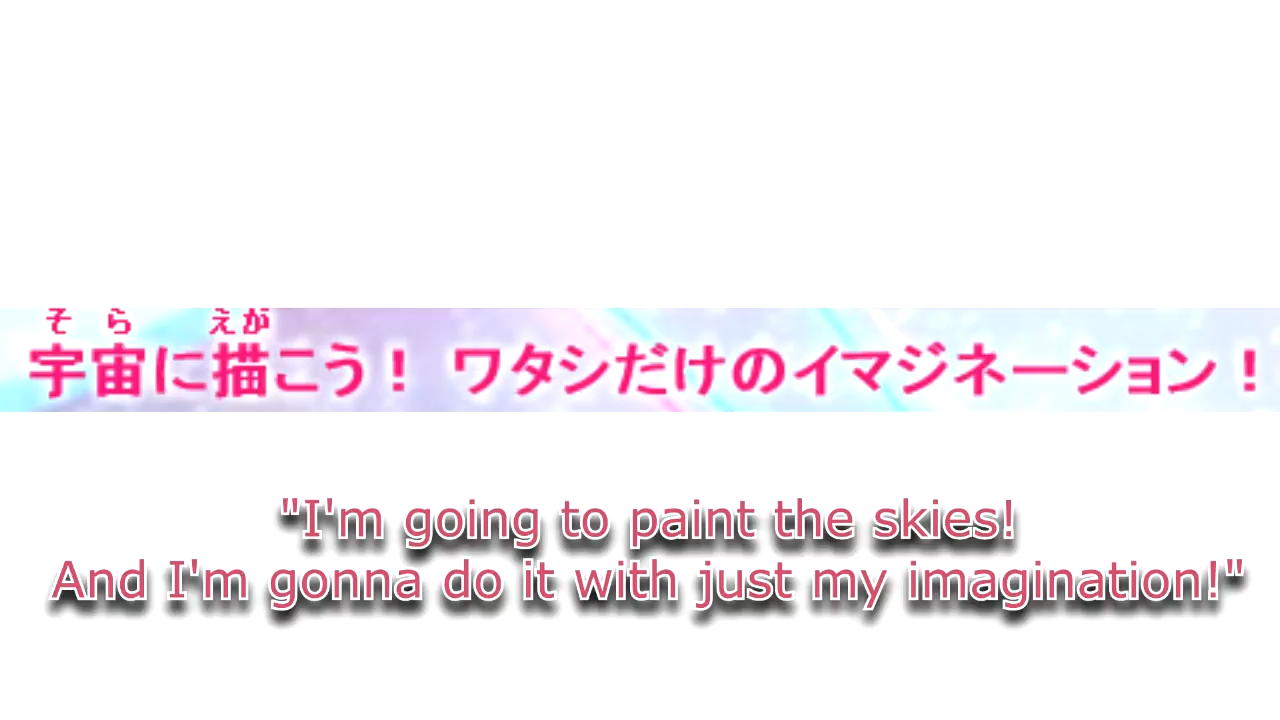 そら えが
宇宙に描こう! ワタシだけのイマジネーション!
"I'm going to paint the skies!
And I'm gonna do it with just my imagination!"